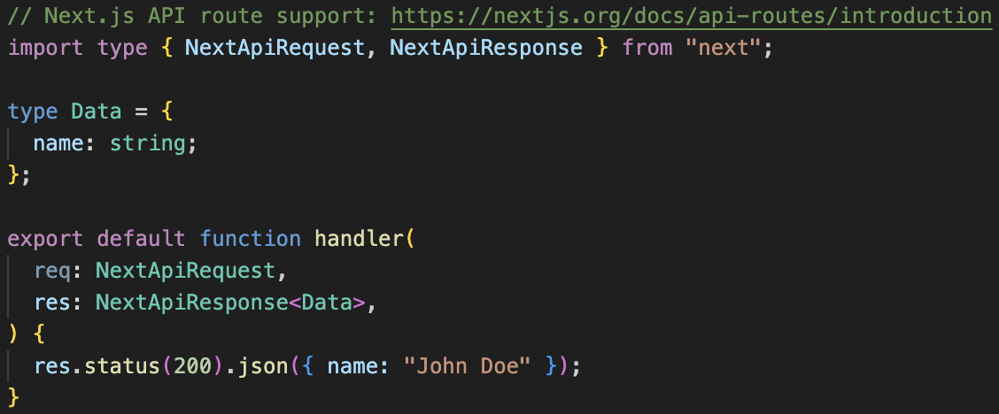 // Next.js API route support: https://nextjs.org/docs/api-routes/introduction
import type { NextApiRequest, NextApiResponse } from "next";

type Data = {
  name: string;
};

export default function handler(
  req: NextApiRequest,
  res: NextApiResponse<Data>,
) {
  res.status(200).json({ name: "John Doe" });
}